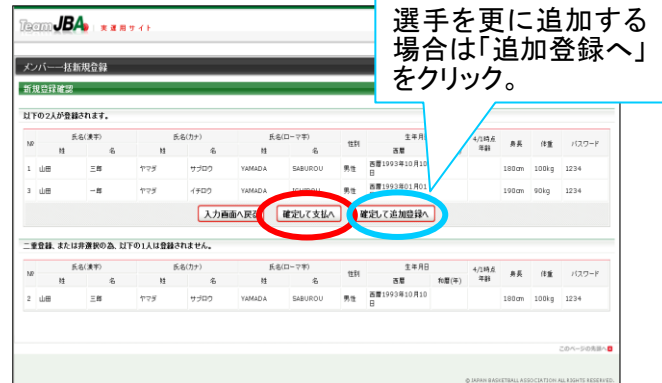 選手を更に追加する
場合は「追加登録へ」
をクリック。
TeamJBA 本運用サイト
メンバー一括新規登録
新規登録確認
以下の2人が登録されます。
№ 氏名(漢字) 氏名(カナ) 氏名(ローマ字) 性別 生年月日 4/1時点年齢 身長 体重 パスワード
姓 名 姓 名 姓 名 西暦
1 山田 三郎 ヤマダ サブロウ YAMADA SABUROU 男性 西暦1993年10月10日 180cm 100kg 1234
3 山田 一郎 ヤマダ イチロウ YAMADA 男性 西暦1993年01月01 190cm 90kg 1234
入力画面へ戻る 確定して支払へ 確定して追加登録へ
二重登録、または非選択の為、以下の1人は登録されません。
№ 氏名(漢字) 氏名(カナ) 氏名(ローマ字) 性別 生年月日 4/1時点年齢 身長 体重 パスワード
姓 名 姓 名 姓 名 西暦 和暦(年)
2 山田 三郎 ヤマダ サブロウ YAMADA SABUROU 男性 西暦1993年10月10日 180cm 100kg 1234
このページの先頭へ
© JAPAN BASKETBALL ASSOCIATION ALL RIGHTS RESERVED.